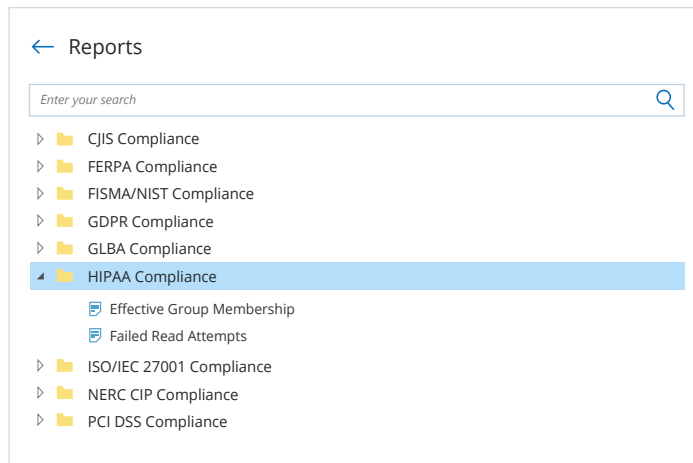 Reports
Enter your search
CJIS Compliance
FERPA Compliance
FISMA/NIST Compliance
GDPR Compliance
GLBA Compliance
HIPAA Compliance
Effective Group Membership
Failed Read Attempts
ISO/IEC 27001 Compliance
NERC CIP Compliance
PCI DSS Compliance